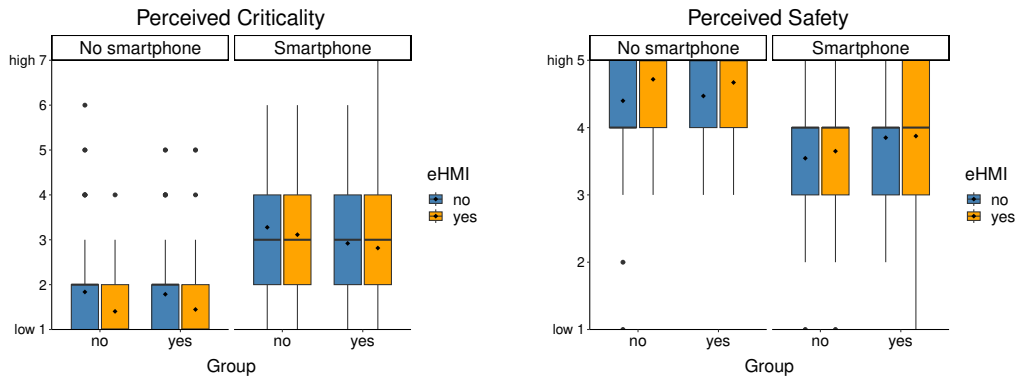 Perceived Criticality
No smartphone
Smartphone
high 7
6
5
4
3
2
low 1
no
yes
no
yes
Group
eHMI
no
yes
Perceived Safety
No smartphone
Smartphone
high 5
4
3
2
low 1
no
yes
no
yes
Group
eHMI
no
yes